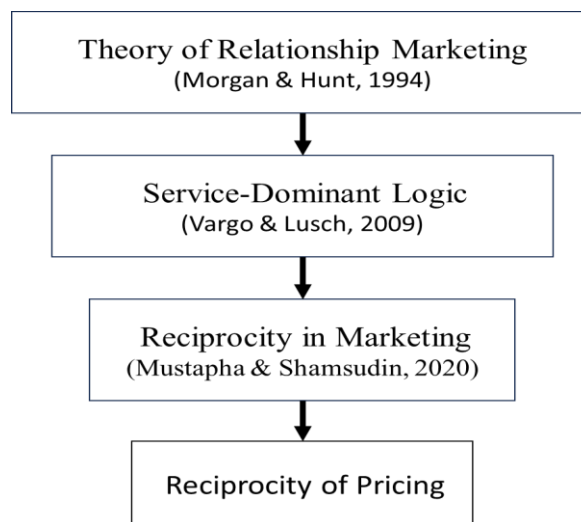 Theory of Relationship Marketing
(Morgan & Hunt, 1994)
Service-Dominant Logic
(Vargo & Lusch, 2009)
Reciprocity in Marketing
(Mustapha & Shamsudin, 2020)
Reciprocity of Pricing